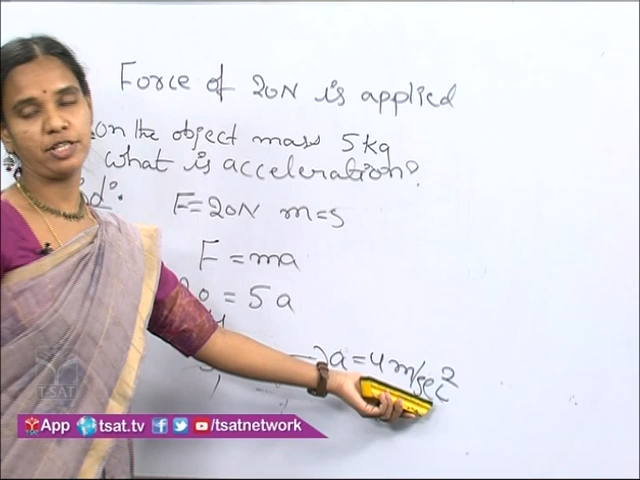 Force of 20N is applied
on the object mass 5kg
what is acceleration?
F=20N m=5
F = ma
= 5a
a = 4m/sec²
TSAT
App tsat.tv /tsatnetwork